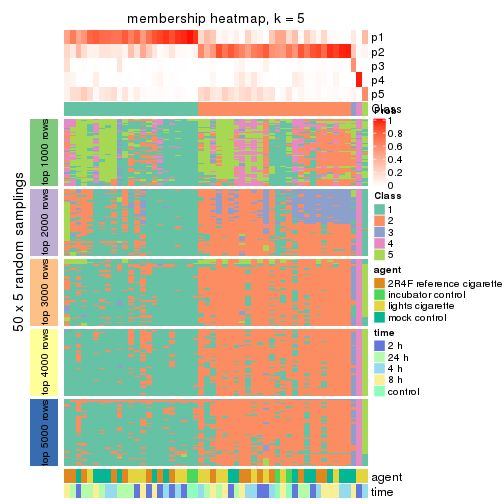 membership heatmap, k = 5
p1
p2
p3
p4
p5
Class
Prob
1
0.8
0.6
0.4
0.2
0
Class
1
2
3
4
5
agent
2R4F reference cigarette
incubator control
lights cigarette
mock control
time
2 h
24 h
4 h
8 h
control
50 x 5 random samplings
top 1000 rows
top 2000 rows
top 3000 rows
top 4000 rows
top 5000 rows
agent
time